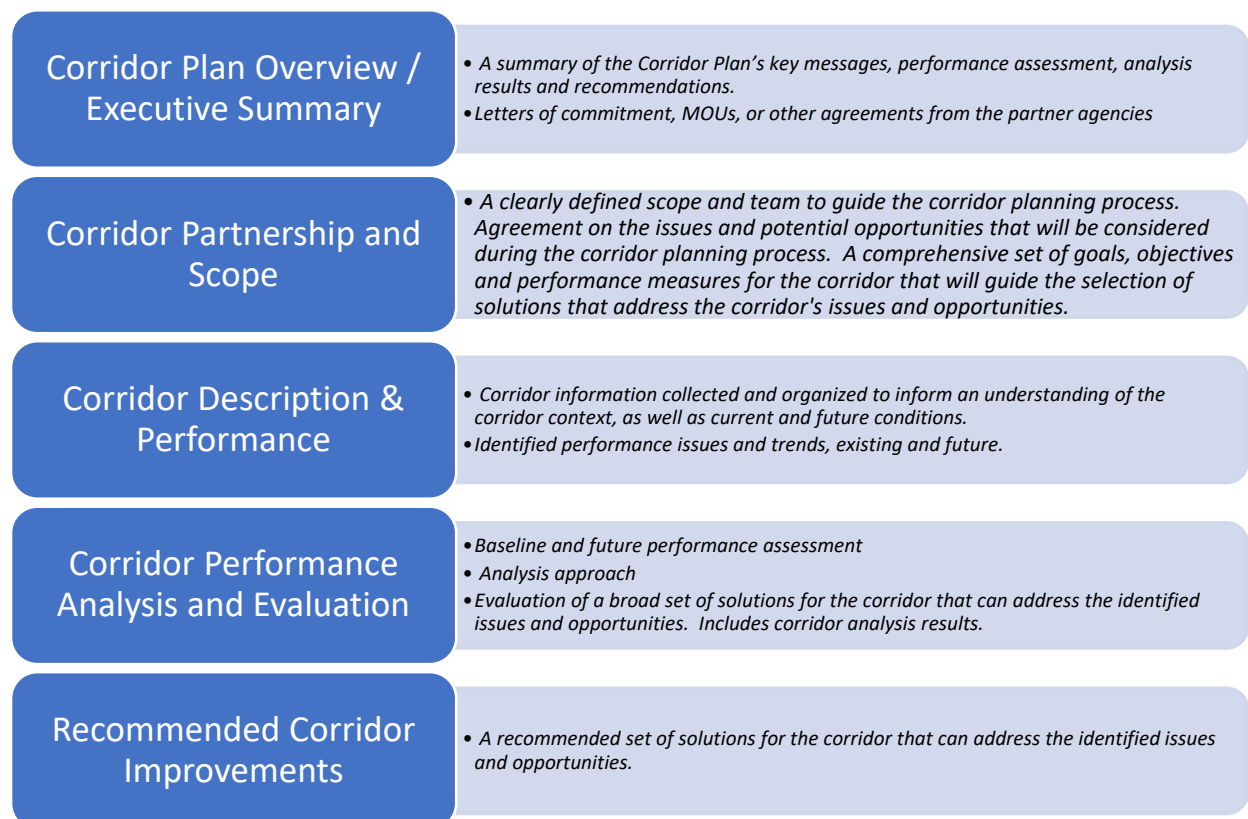 Corridor Plan Overview /
Executive Summary
• A summary of the Corridor Plan’s key messages, performance assessment, analysis
results and recommendations.
•Letters of commitment, MOUs, or other agreements from the partner agencies
Corridor Partnership and
Scope
• A clearly defined scope and team to guide the corridor planning process.
Agreement on the issues and potential opportunities that will be considered
during the corridor planning process.  A comprehensive set of goals, objectives
and performance measures for the corridor that will guide the selection of
solutions that address the corridor's issues and opportunities.
Corridor Description &
Performance
• Corridor information collected and organized to inform an understanding of the
corridor context, as well as current and future conditions.
•Identified performance issues and trends, existing and future.
Corridor Performance
Analysis and Evaluation
•Baseline and future performance assessment
• Analysis approach
•Evaluation of a broad set of solutions for the corridor that can address the identified
issues and opportunities.  Includes corridor analysis results.
Recommended Corridor
Improvements
• A recommended set of solutions for the corridor that can address the identified issues
and opportunities.